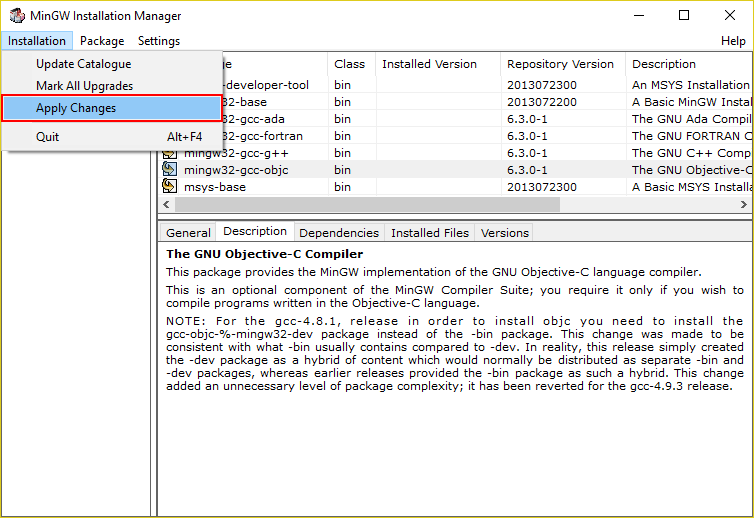 MinGW Installation Manager
Installation Package Settings Help
Update Catalogue
Mark All Upgrades
Apply Changes
Quit Alt+F4
Class Installed Version Repository Version Description
-developer-tool bin 2013072300 An MSYS Installation
32-base bin 2013072200 A Basic MinGW Instal
32-gcc-ada bin 6.3.0-1 The GNU Ada Compil
32-gcc-fortran bin 6.3.0-1 The GNU FORTRAN C
mingw32-gcc-g++ bin 6.3.0-1 The GNU C++ Comp
mingw32-gcc-objc bin 6.3.0-1 The GNU Objective-C
msys-base bin 2013072300 A Basic MSYS Installa
General Description Dependencies Installed Files Versions
The GNU Objective-C Compiler
This package provides the MinGW implementation of the GNU Objective-C language compiler.
This is an optional component of the MinGW Compiler Suite; you require it only if you wish to
compile programs written in the Objective-C language.
NOTE: For the gcc-4.8.1, release in order to install objc you need to install the
gcc-objc-%-mingw32-dev package instead of the -bin package. This change was made to be
consistent with what -bin usually contains compared to -dev. In reality, this release simply created
the -dev package as a hybrid of content which would normally be distributed as separate -bin and
-dev packages, whereas earlier releases provided the -bin package as such a hybrid. This change
added an unnecessary level of package complexity; it has been reverted for the gcc-4.9.3 release.